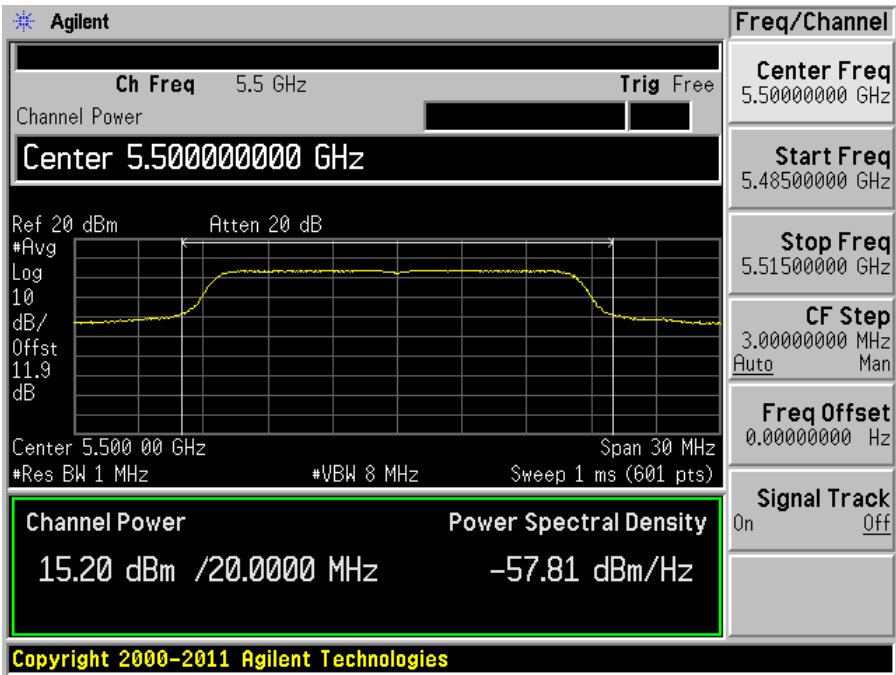 Agilent
Ch Freq 5.5 GHz Trig Free
Channel Power
Center 5.500000000 GHz
Ref 20 dBm Atten 20 dB
#Avg
Log
10
dB/
Offst
11.9
dB
Center 5.500 00 GHz Span 30 MHz
#Res BW 1 MHz #VBW 8 MHz Sweep 1 ms (601 pts)
Channel Power Power Spectral Density
15.20 dBm /20.0000 MHz -57.81 dBm/Hz
Copyright 2000-2011 Agilent Technologies
Freq/Channel
Center Freq
5.50000000 GHz
Start Freq
5.48500000 GHz
Stop Freq
5.51500000 GHz
CF Step
3.00000000 MHz
Auto Man
Freq Offset
0.00000000 Hz
Signal Track
On Off